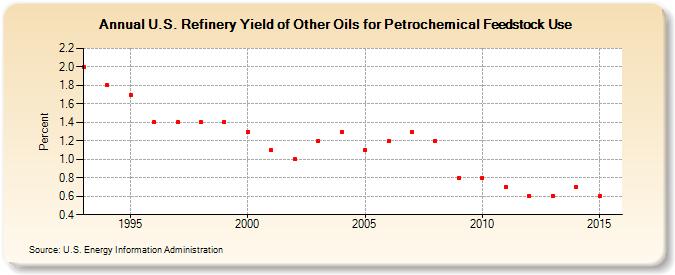 Annual U.S. Refinery Yield of Other Oils for Petrochemical Feedstock Use
Percent
2.2
2.0
1.8
1.6
1.4
1.2
1.0
0.8
0.6
0.4
1995 2000 2005 2010 2015
Source: U.S. Energy Information Administration